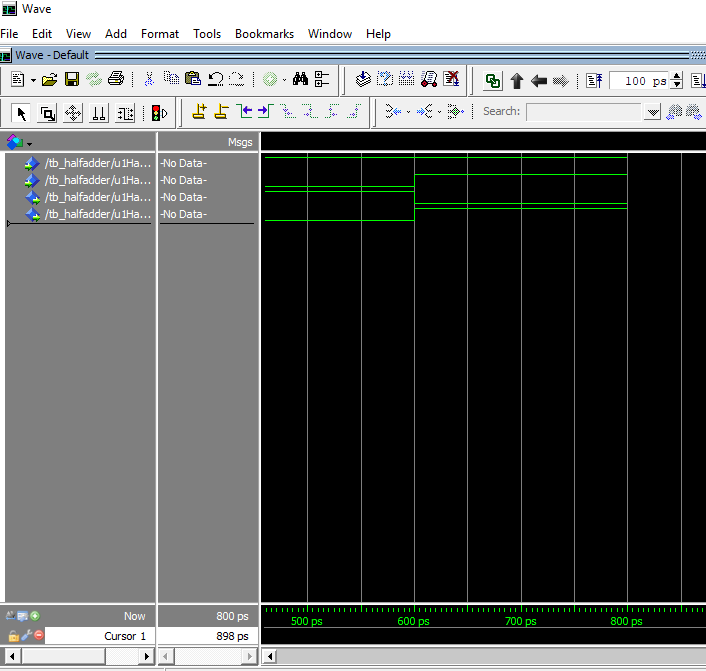 Wave
File Edit View Add Format Tools Bookmarks Window Help
Wave - Default
100 ps
Search:
Msgs
/tb_halfadder/u1Ha... -No Data-
/tb_halfadder/u1Ha... -No Data-
/tb_halfadder/u1Ha... -No Data-
/tb_halfadder/u1Ha... -No Data-
Now 800 ps
500 ps 600 ps 700 ps 800 ps
Cursor 1 898 ps